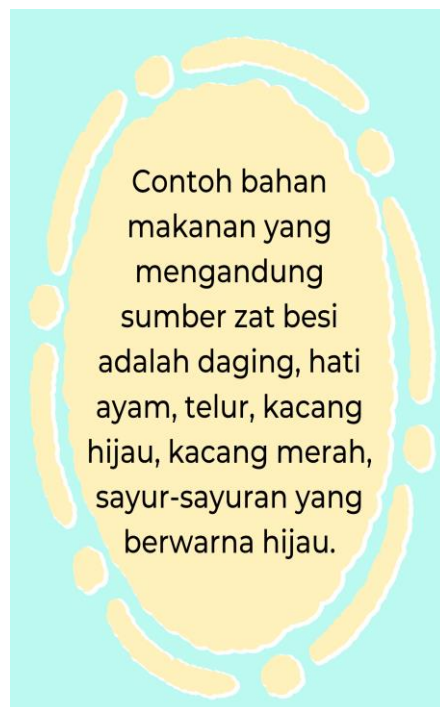 Contoh bahan
makanan yang
mengandung
sumber zat besi
adalah daging, hati
ayam, telur, kacang
hijau, kacang merah,
sayur-sayuran yang
berwarna hijau.